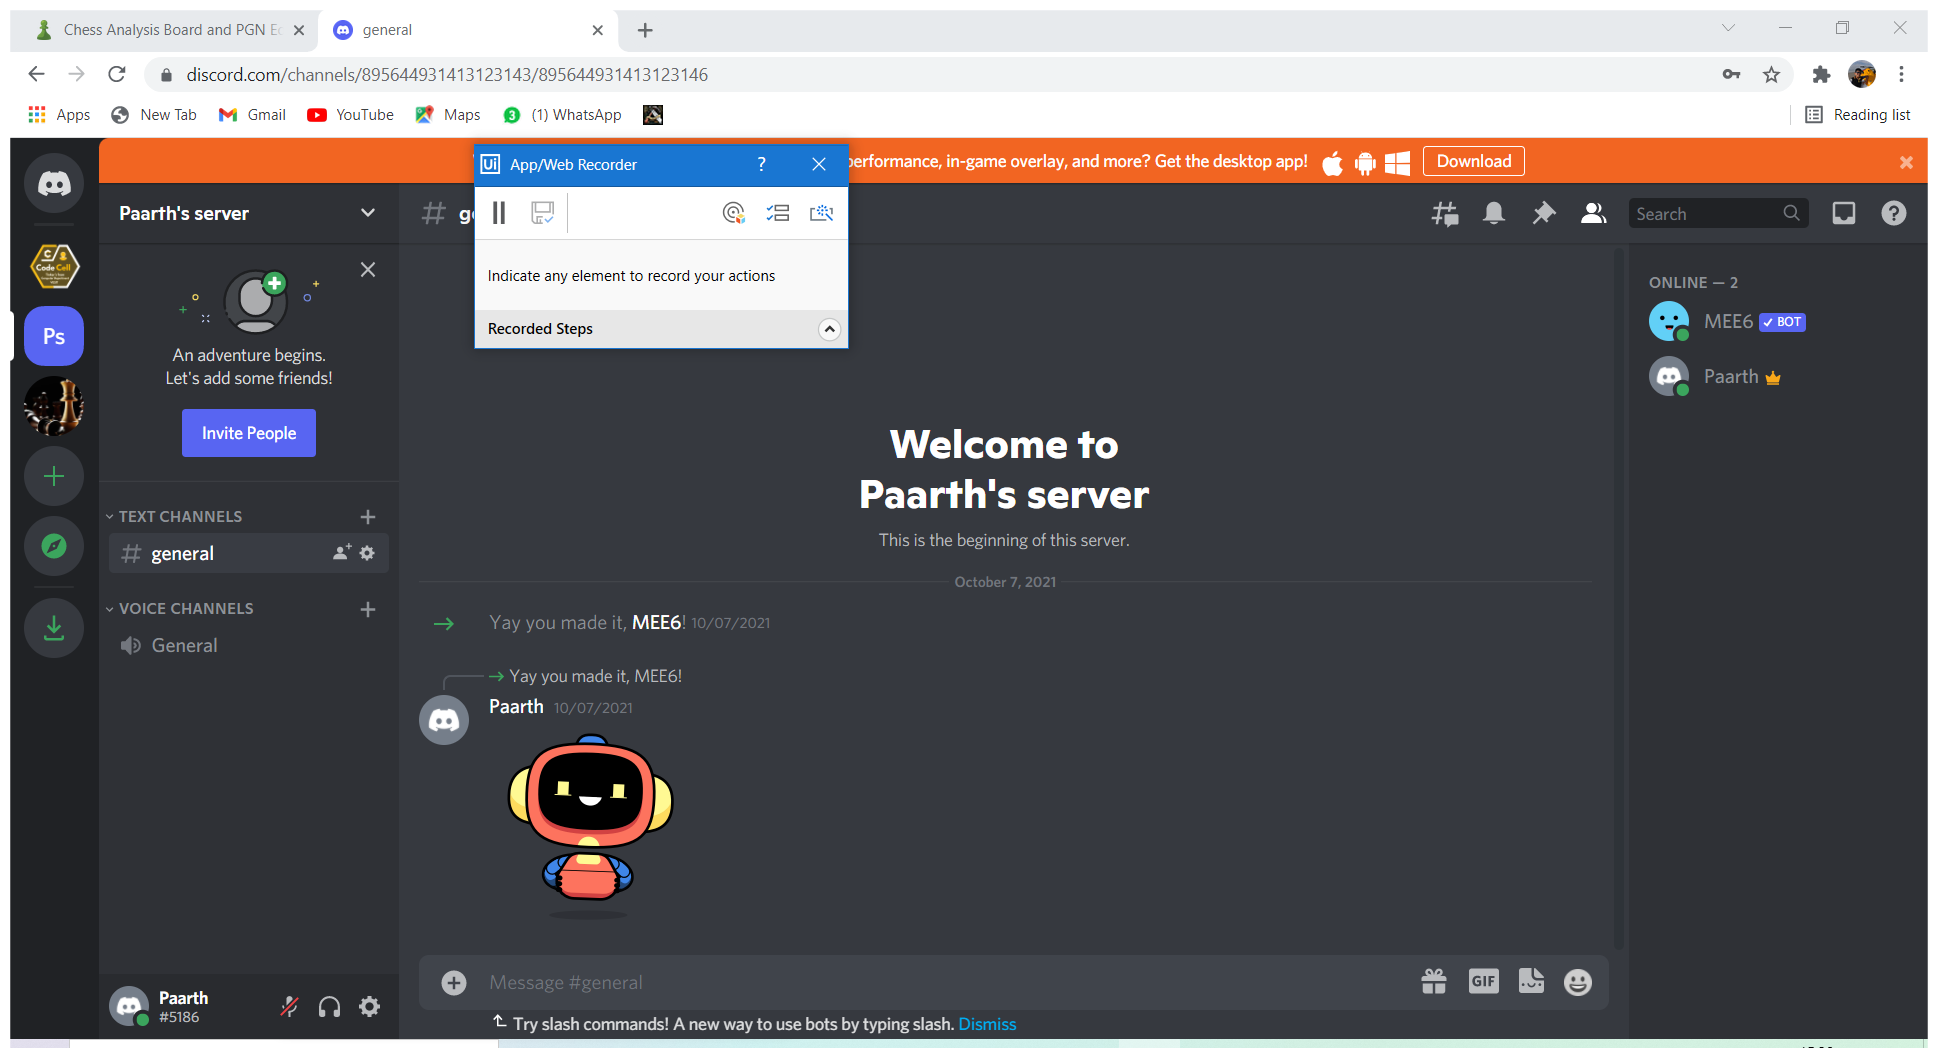 Chess Analysis Board and PGN Ed
general
discord.com/channels/895644931413123143/895644931413123146
Apps
New Tab
Gmail
YouTube
Maps
3
(1) WhatsApp
Reading list
erformance, in-game overlay, and more? Get the desktop app!
Download
Ui
App/Web Recorder
?
Indicate any element to record your actions
Recorded Steps
Paarth's server
ge
Search
C/
Code Cell
Ps
An adventure begins.
Let's add some friends!
Invite People
TEXT CHANNELS
general
VOICE CHANNELS
General
Welcome to
Paarth's server
This is the beginning of this server.
October 7, 2021
Yay you made it, MEE6! 10/07/2021
Yay you made it, MEE6!
Paarth 10/07/2021
ONLINE — 2
MEE6 BOT
Paarth
Paarth
#5186
Message #general
GIF
Try slash commands! A new way to use bots by typing slash. Dismiss